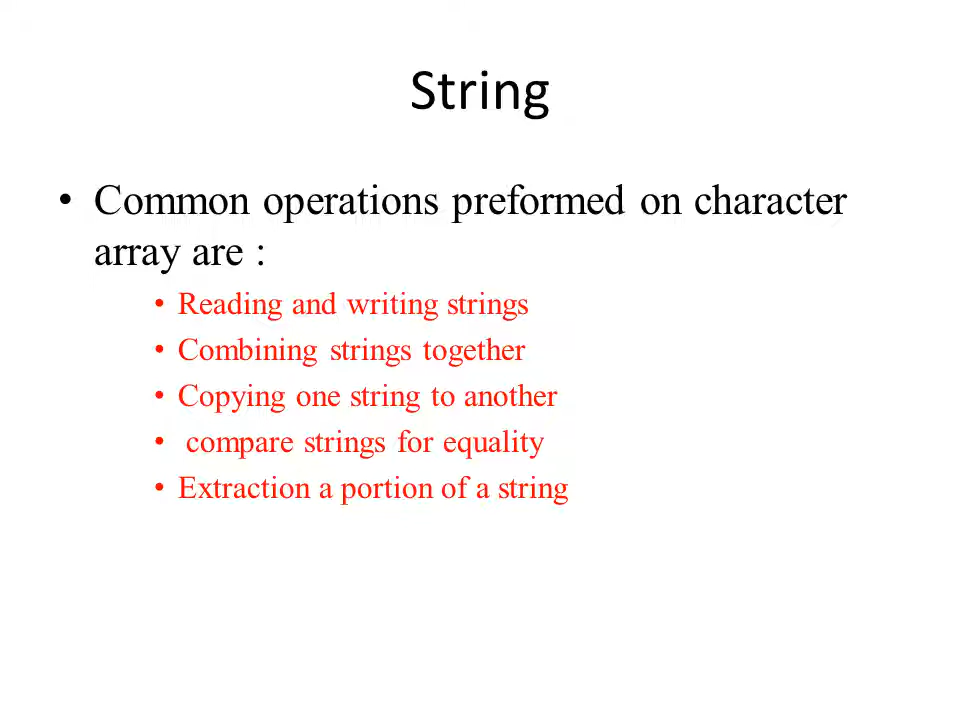 String
• Common operations preformed on character
array are :
• Reading and writing strings
• Combining strings together
• Copying one string to another
• compare strings for equality
• Extraction a portion of a string